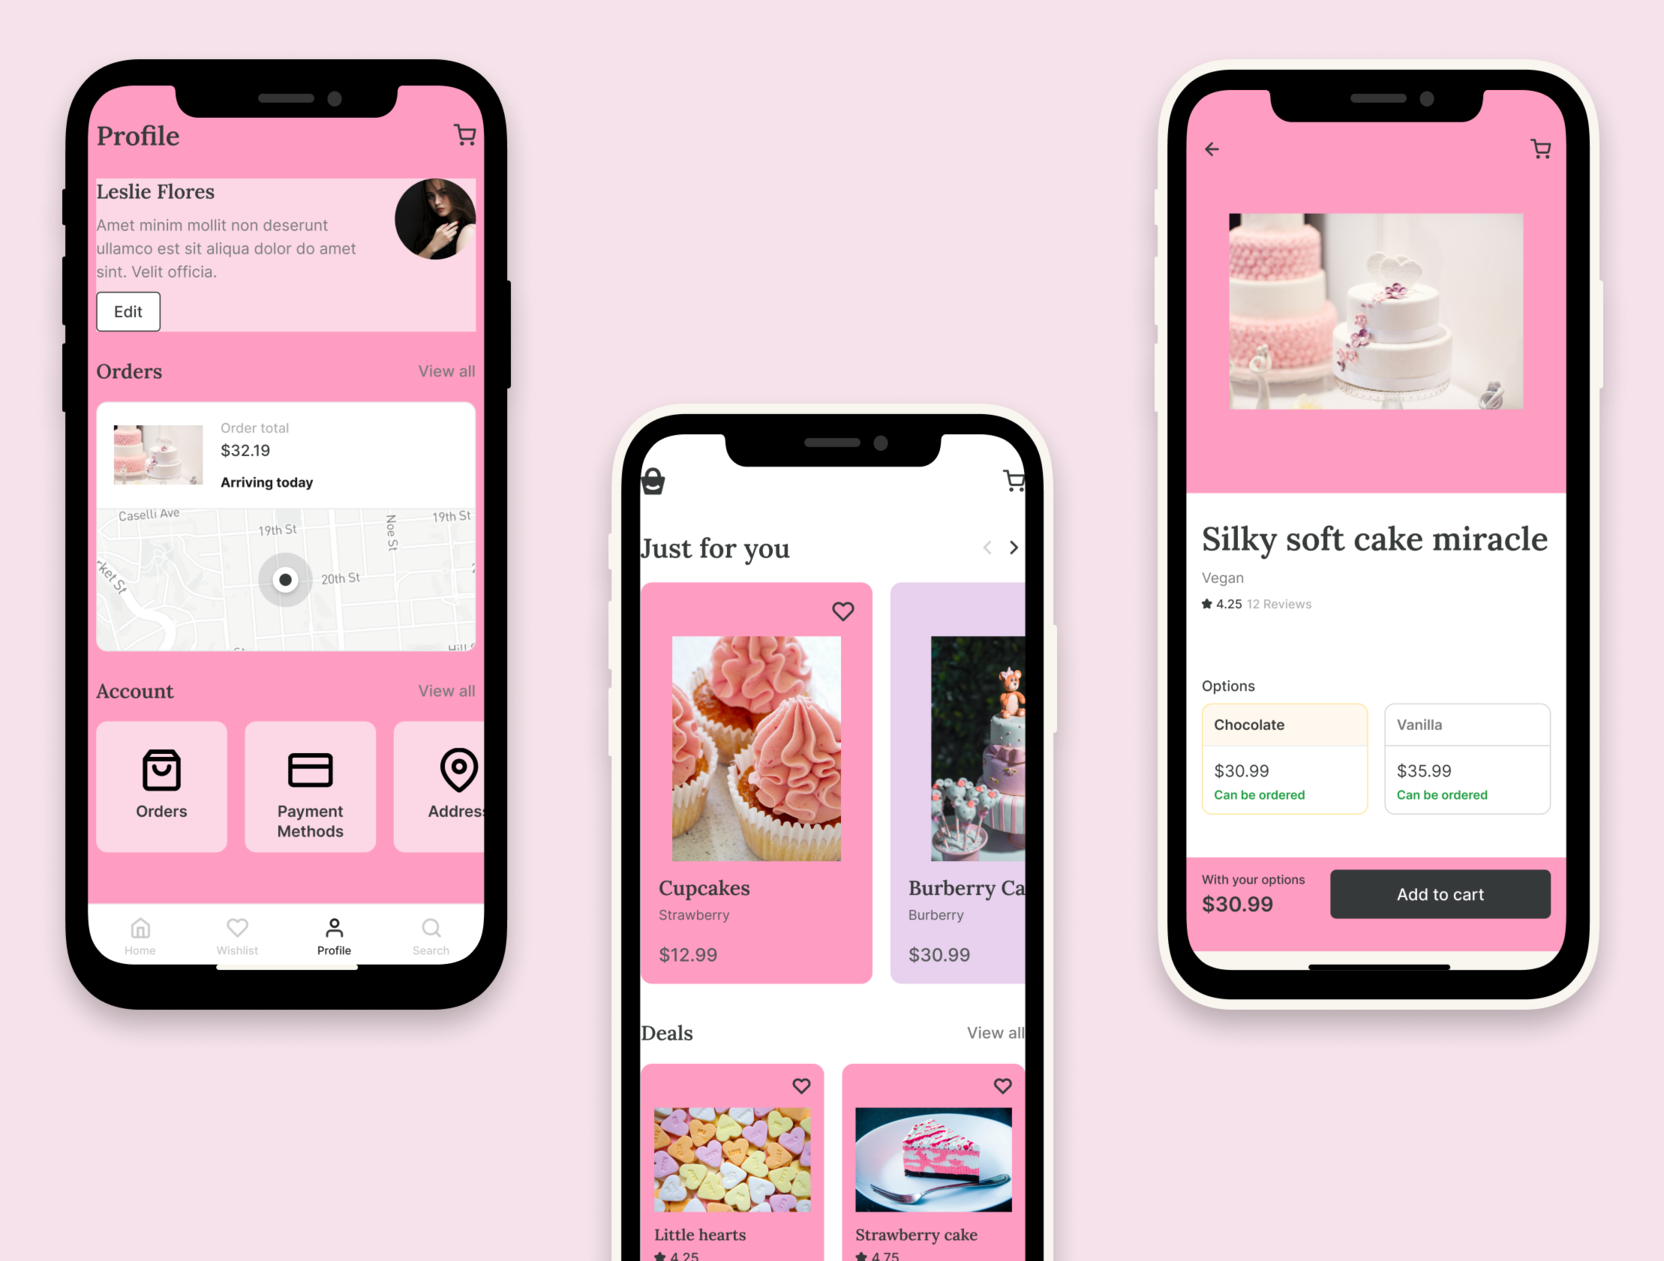 Profile
Leslie Flores
Amet minim mollit non deserunt
ullamco est sit aliqua dolor do amet
sint. Velit officia.
Edit
Orders
View all
Order total
$32.19
Arriving today
Caselli Ave
19th St
Noe St
19th St
rket St
20th St
Hill S
Account
View all
Orders
Payment
Methods
Addres
Home
Wishlist
Profile
Search
Just for you
Cupcakes
Strawberry
$12.99
Burberry Ca
Burberry
$30.99
Deals
View all
Little hearts
4.25
Strawberry cake
4.75
Silky soft cake miracle
Vegan
4.25 12 Reviews
Options
Chocolate
$30.99
Can be ordered
Vanilla
$35.99
Can be ordered
With your options
$30.99
Add to cart